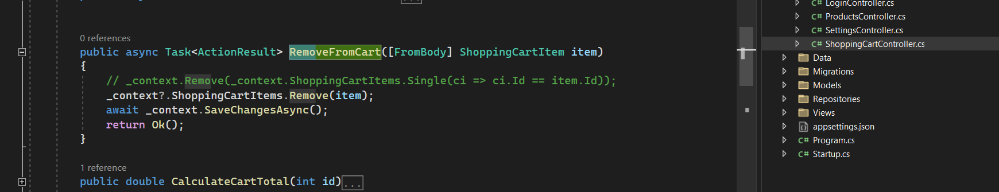 0 references
public async Task<ActionResult> RemoveFromCart([FromBody] ShoppingCartItem item)
{
// _context.Remove(_context.ShoppingCartItems.Single(ci => ci.Id == item.Id));
_context?.ShoppingCartItems.Remove(item);
await _context.SaveChangesAsync();
return Ok();
}
1 reference
public double CalculateCartTotal(int id)...
LoginController.cs
C# ProductsController.cs
C# SettingsController.cs
C# ShoppingCartController.cs
Data
Migrations
Models
Repositories
Views
appsettings.json
C# Program.cs
C# Startup.cs